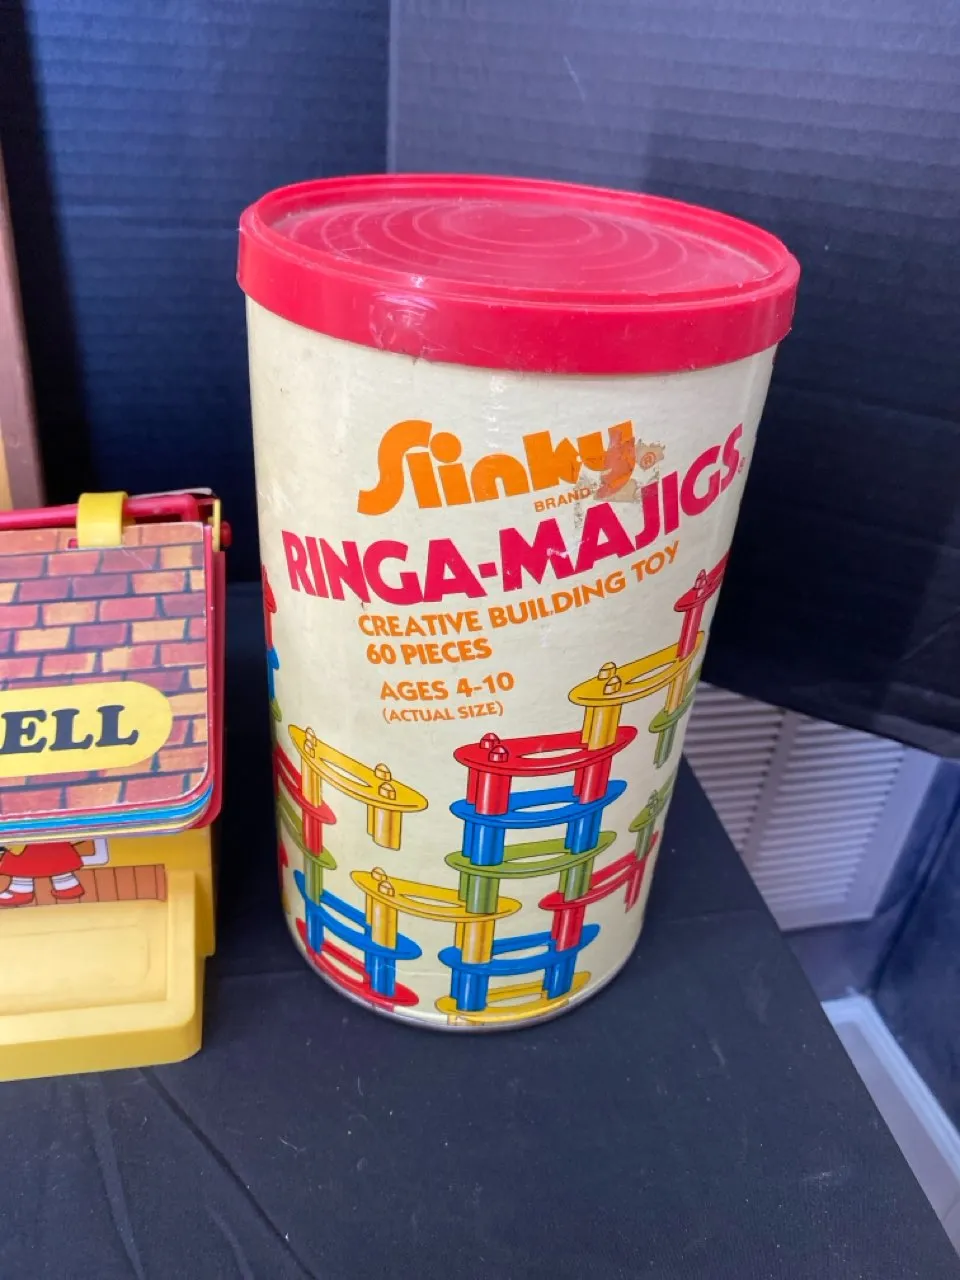 Slinky®
BRAND
RINGA-MAJIGS®
CREATIVE BUILDING TOY
60 PIECES
AGES 4-10
(ACTUAL SIZE)
ELL